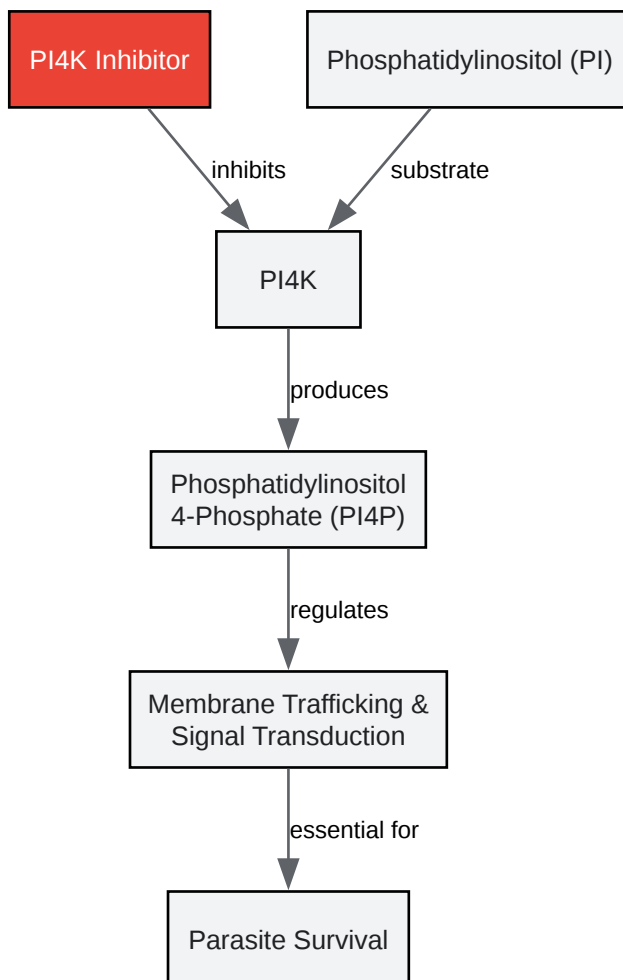 PI4K Inhibitor
Phosphatidylinositol (PI)
inhibits
substrate
PI4K
produces
Phosphatidylinositol
4-Phosphate (PI4P)
regulates
Membrane Trafficking &
Signal Transduction
essential for
Parasite Survival